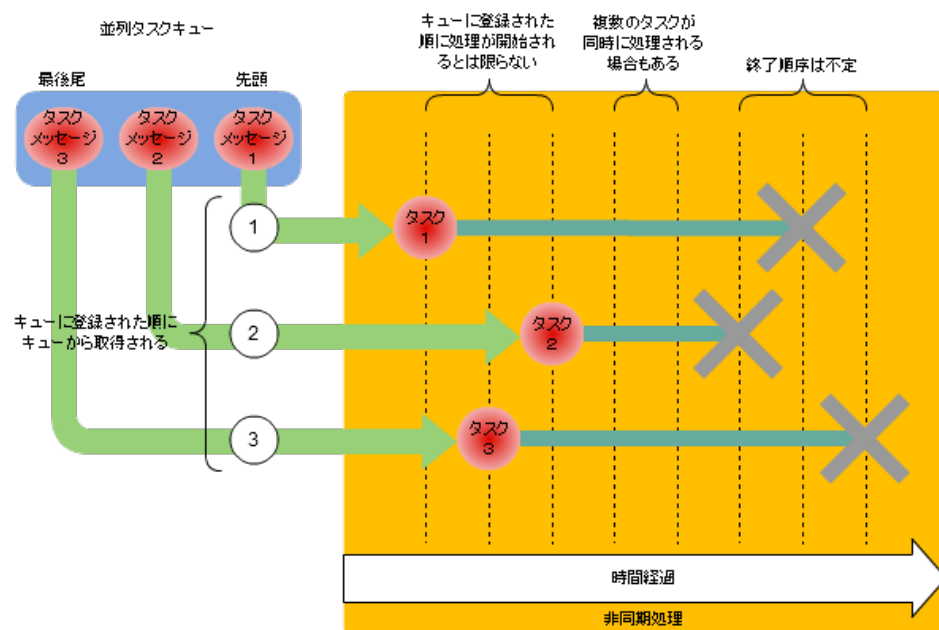 並列タスクキュー
キューに登録された
順に処理が開始され
るとは限らない
複数のタスクが
同時に処理される
場合もある
終了順序は不定
最後尾
先頭
タスク
メッセージ
3
タスク
メッセージ
2
タスク
メッセージ
1
1
タスク
1
キューに登録された順に
キューから取得される
2
タスク
2
3
タスク
3
時間経過
非同期処理